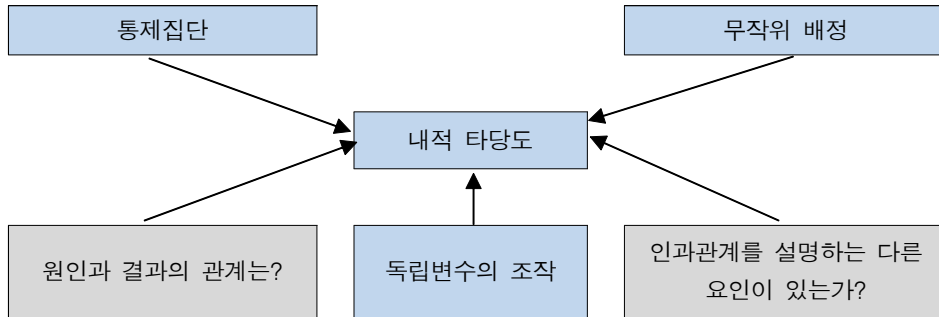 통제집단
무작위 배정
내적 타당도
원인과 결과의 관계는?
독립변수의 조작
인과관계를 설명하는 다른
요인이 있는가?